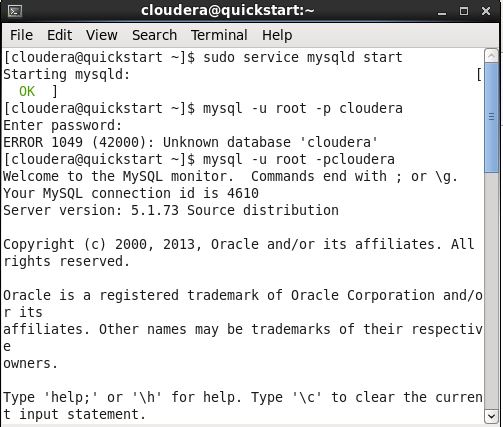 cloudera@quickstart:~
File Edit View Search Terminal Help
[cloudera@quickstart ~]$ sudo service mysqld start
Starting mysqld:                                           [
  OK  ]
[cloudera@quickstart ~]$ mysql -u root -p cloudera
Enter password:
ERROR 1049 (42000): Unknown database 'cloudera'
[cloudera@quickstart ~]$ mysql -u root -pcloudera
Welcome to the MySQL monitor.  Commands end with ; or \g.
Your MySQL connection id is 4610
Server version: 5.1.73 Source distribution
Copyright (c) 2000, 2013, Oracle and/or its affiliates. All
rights reserved.
Oracle is a registered trademark of Oracle Corporation and/o
r its
affiliates. Other names may be trademarks of their respectiv
e
owners.
Type 'help;' or '\h' for help. Type '\c' to clear the curren
t input statement.